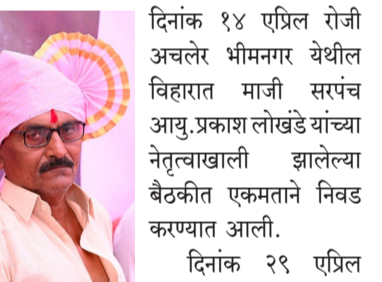 दिनांक १४ एप्रिल रोजी
अचलेर भीमनगर येथील
विहारात माजी सरपंच
आयु.प्रकाश लोखंडे यांच्या
नेतृत्वाखाली झालेल्या
बैठकीत एकमताने निवड
करण्यात आली.
दिनांक २९ एप्रिल